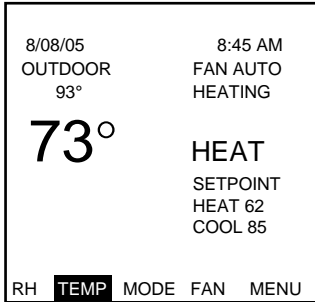 8/08/05 8:45 AM
OUTDOOR FAN AUTO
93° HEATING
73° HEAT
SETPOINT
HEAT 62
COOL 85
RH TEMP MODE FAN MENU